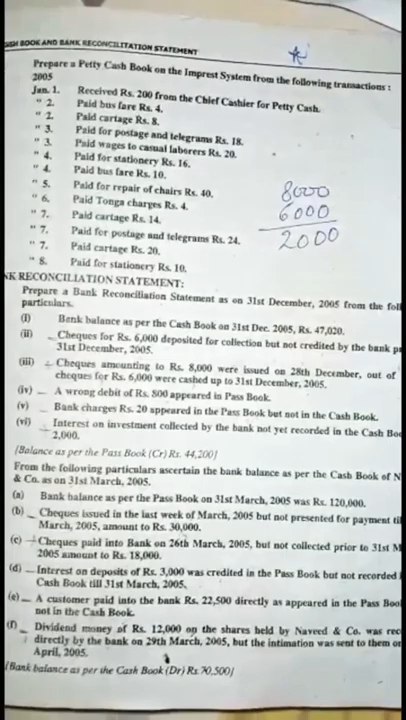 BOOK AND BANK RECONCILITATION STATEMENT
Prepare a Petty Cash Book on the Imprest System from the following transactions :
2005
Jan. 1. Received Rs. 200 from the Chief Cashier for Petty Cash.
" 2. Paid bus fare Rs. 4.
" 2. Paid cartage Rs. 8.
" 3. Paid for postage and telegrams Rs. 18.
" 3. Paid wages to casual laborers Rs. 20.
" 4. Paid for stationery Rs. 16.
" 4. Paid bus fare Rs. 10.
" 5. Paid for repair of chairs Rs. 40.
" 6. Paid Tonga charges Rs. 4.
" 7. Paid cartage Rs. 14.
" 7. Paid for postage and telegrams Rs. 24.
" 7. Paid cartage Rs. 20.
" 8. Paid for stationery Rs. 10.
8000
6000
2000
NK RECONCILIATION STATEMENT:
Prepare a Bank Reconciliation Statement as on 31st December, 2005 from the foll
particulars.
(i) Bank balance as per the Cash Book on 31st Dec. 2005, Rs. 47,020.
(ii) Cheques for Rs. 6,000 deposited for collection but not credited by the bank
31st December, 2005.
(iii) Cheques amounting to Rs. 8,000 were issued on 28th December, out of
cheques for Rs. 6,000 were cashed up to 31st December, 2005.
(iv) A wrong debit of Rs. 800 appeared in Pass Book.
(v) Bank charges Rs. 20 appeared in the Pass Book but not in the Cash Book.
(vi) Interest on investment collected by the bank not yet recorded in the Cash Boo
2,000.
[Balance as per the Pass Book (Cr) Rs. 44,200]
From the following particulars ascertain the bank balance as per the Cash Book of N
& Co. as on 31st March, 2005.
(a) Bank balance as per the Pass Book on 31st March, 2005 was Rs. 120,000.
(b) Cheques issued in the last week of March, 2005 but not presented for payment til
March, 2005, amount to Rs. 30,000.
(c) Cheques paid into Bank on 26th March, 2005, but not collected prior to 31st M
2005 amount to Rs. 18,000.
(d) Interest on deposits of Rs. 3,000 was credited in the Pass Book but not recorded
Cash Book till 31st March, 2005.
(e) A customer paid into the bank Rs. 22,500 directly as appeared in the Pass Boo
not in the Cash Book.
(f) Dividend money of Rs. 12,000 on the shares held by Naveed & Co. was rec
directly by the bank on 29th March, 2005, but the intimation was sent to them on
April, 2005.
[Bank balance as per the Cash Book (Dr) Rs 70,500]